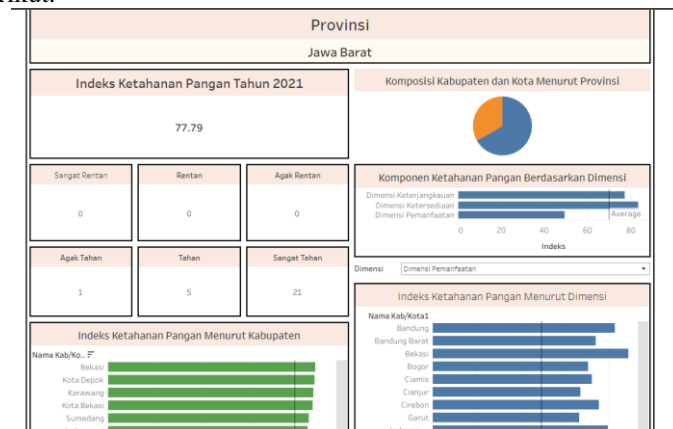 Provinsi
Jawa Barat
Indeks Ketahanan Pangan Tahun 2021
77.79
Komposisi Kabupaten dan Kota Menurut Provinsi
Sangat Rentan
0
Rentan
0
Agak Rentan
0
Agak Tahan
1
Tahan
5
Sangat Tahan
21
Komponen Ketahanan Pangan Berdasarkan Dimensi
Dimensi Keterjangkauan
Dimensi Ketersediaan
Dimensi Pemanfaatan
Average
0 20 40 60 80
Indeks
Dimensi Dimensi Pemanfaatan
Indeks Ketahanan Pangan Menurut Kabupaten
Nama Kab/Ko..
Bekasi
Kota Depok
Karawang
Kota Bekasi
Sumedang
Indeks Ketahanan Pangan Menurut Dimensi
Nama Kab/Kota1
Bandung
Bandung Barat
Bekasi
Bogor
Ciamis
Cianjur
Cirebon
Garut